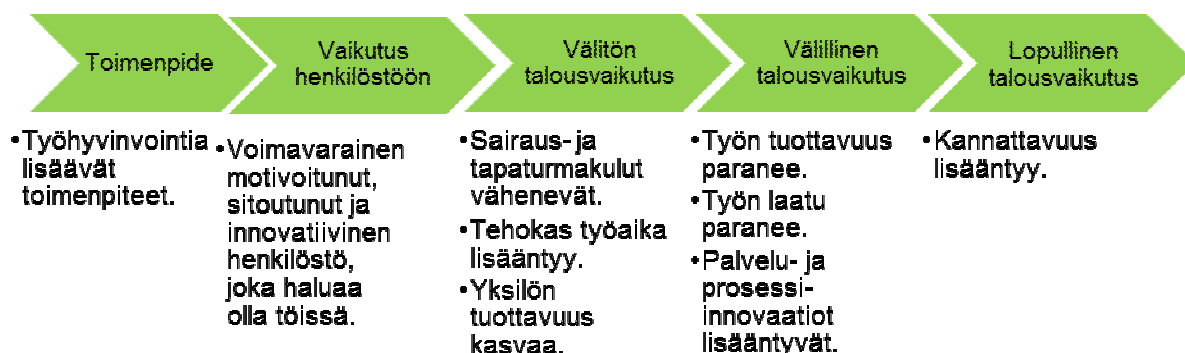 Toimenpide
Vaikutus
henkilöstöön
Välitön
talousvaikutus
Välillinen
talousvaikutus
Lopullinen
talousvaikutus
•Työhyvinvointia
lisäävät
toimenpiteet.
•Voimavarainen
motivoitunut,
sitoutunut ja
innovatiivinen
henkilöstö,
joka haluaa
olla töissä.
•Sairaus- ja
tapaturmakulut
vähenevät.
•Tehokas työaika
lisääntyy.
•Yksilön
tuottavuus
kasvaa.
•Työn tuottavuus
paranee.
•Työn laatu
paranee.
•Palvelu- ja
prosessi-
innovaatiot
lisääntyvät.
•Kannattavuus
lisääntyy.